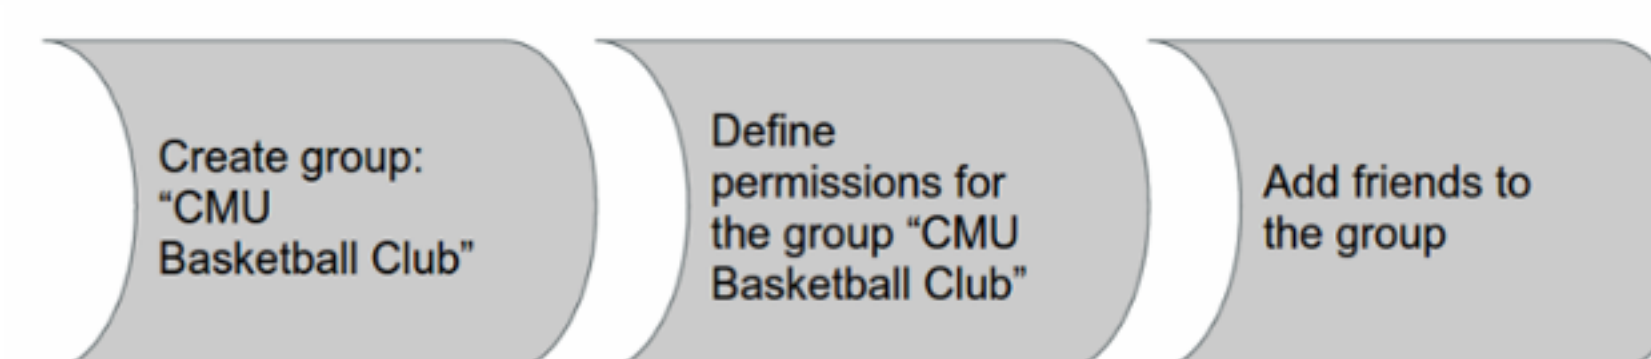 Create group:
“CMU
Basketball Club”
Define
permissions for
the group “CMU
Basketball Club”
Add friends to
the group